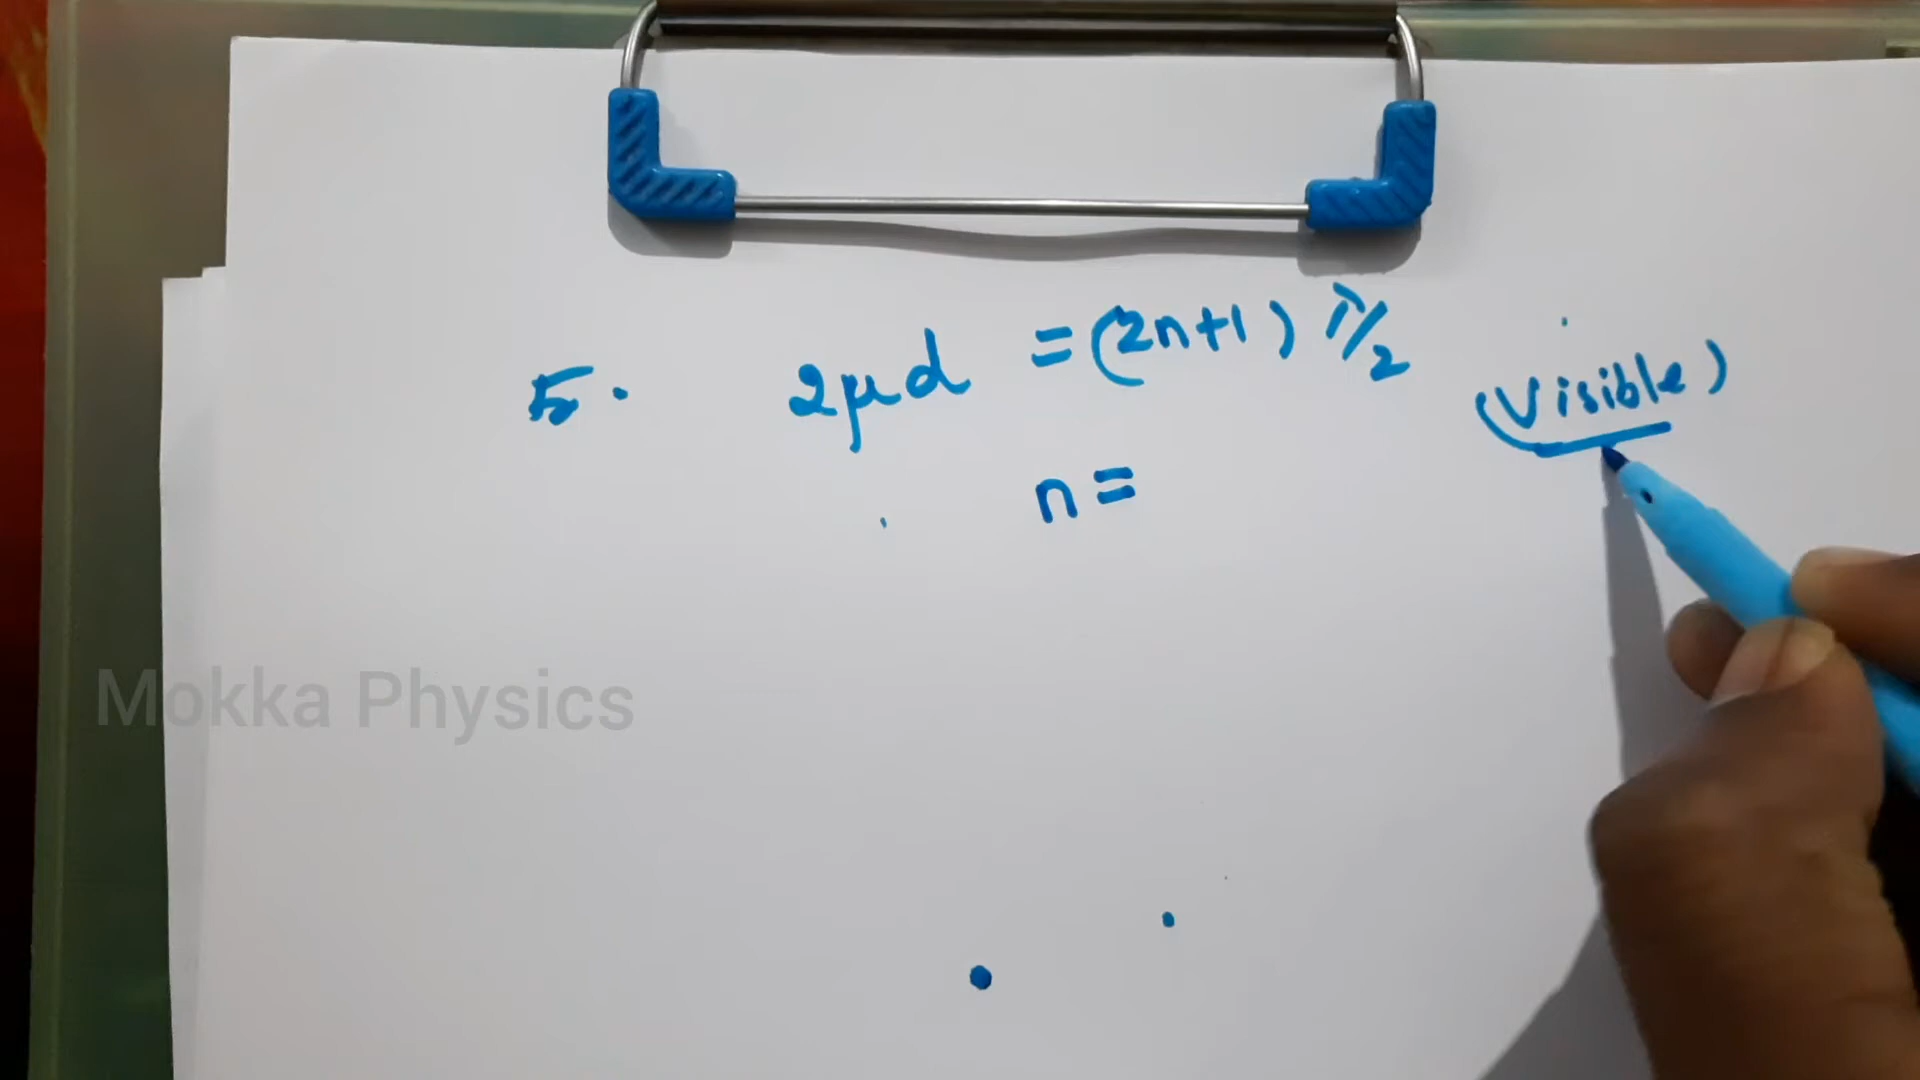 5. 2μd = (2n+1) π/2 (Visible)
n =
Mokka Physics